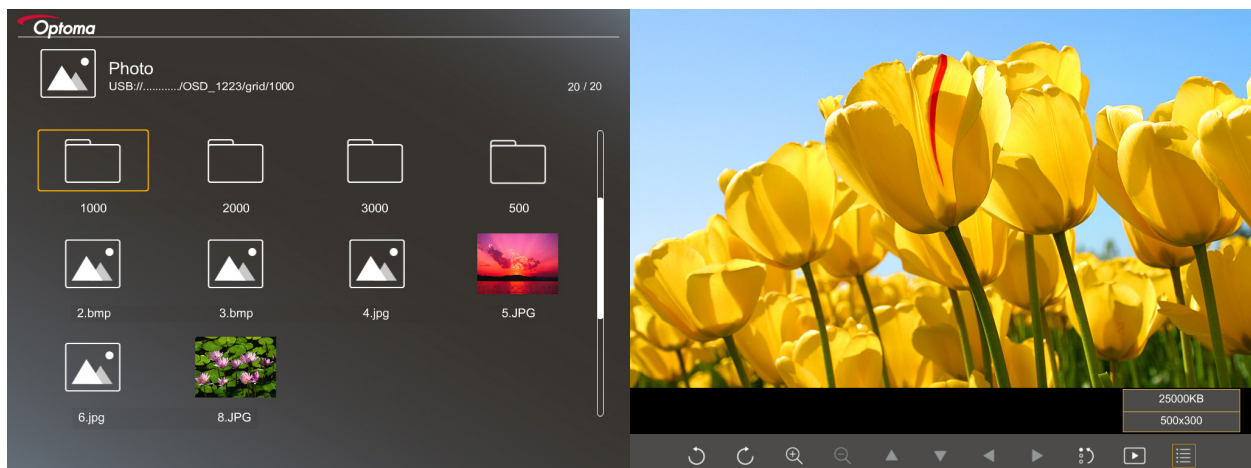 Optoma
Photo
USB://.........../OSD_1223/grid/1000
20 / 20
1000
2000
3000
500
2.bmp
3.bmp
4.jpg
5.JPG
6.jpg
8.JPG
25000KB
500x300